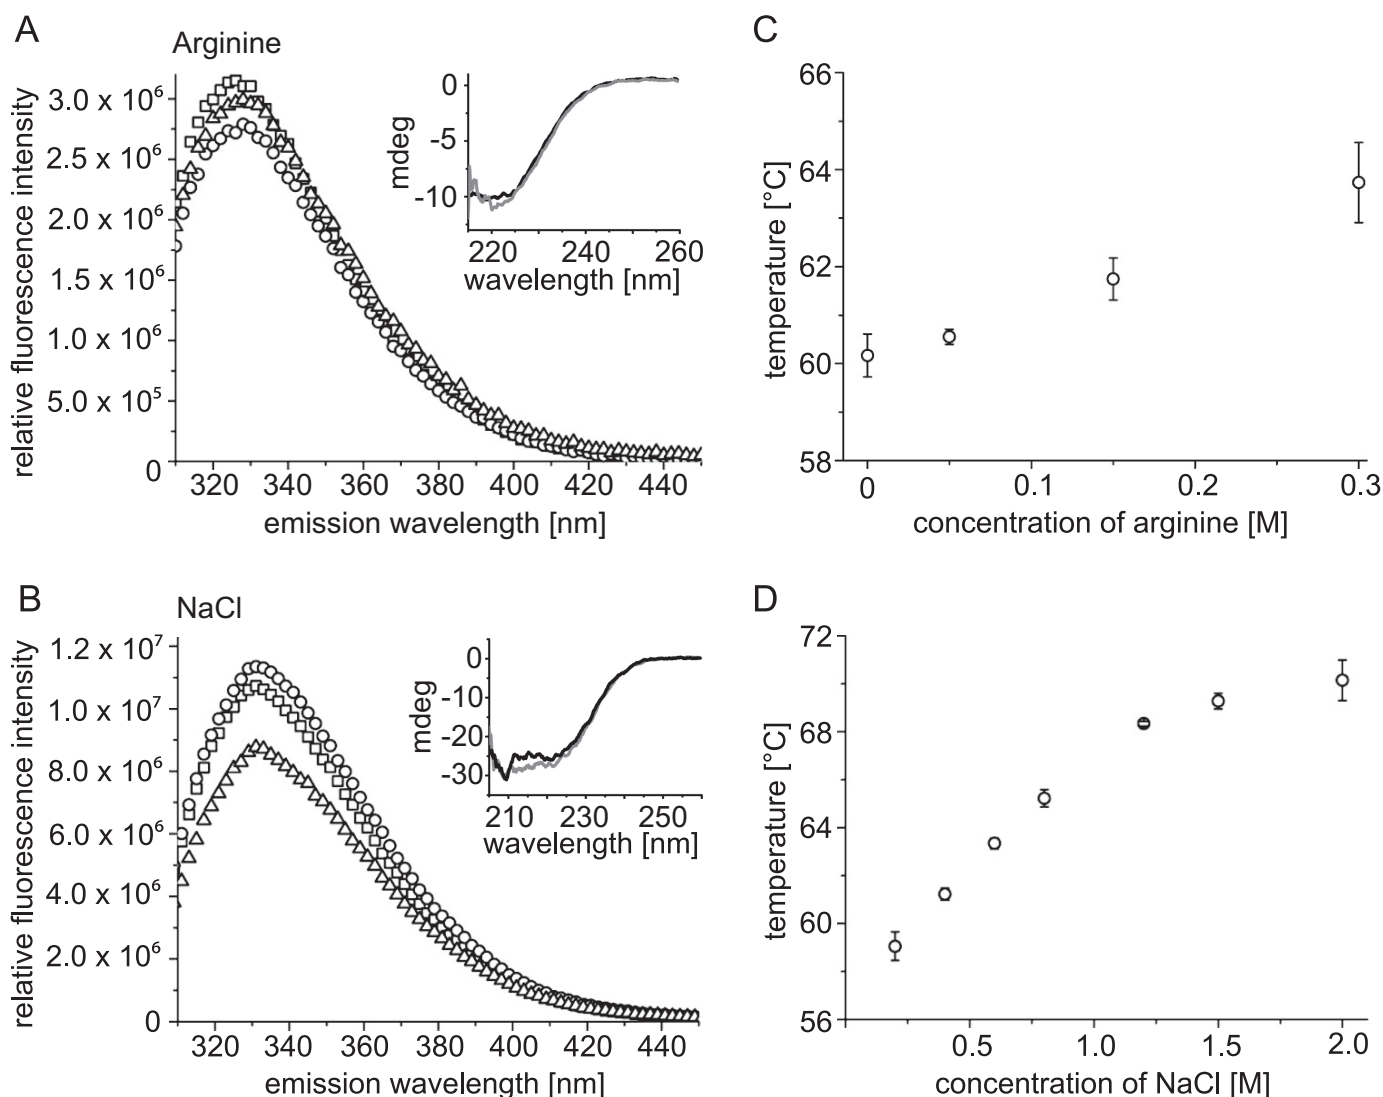 A
Arginine
relative fluorescence intensity
3.0 x 10⁶
2.5 x 10⁶
2.0 x 10⁶
1.5 x 10⁶
1.0 x 10⁶
5.0 x 10⁵
0
320 340 360 380 400 420 440
emission wavelength [nm]
mdeg
0
-5
-10
220 240 260
wavelength [nm]
C
temperature [°C]
66
64
62
60
58
0 0.1 0.2 0.3
concentration of arginine [M]
B
NaCl
relative fluorescence intensity
1.2 x 10⁷
1.0 x 10⁷
8.0 x 10⁶
6.0 x 10⁶
4.0 x 10⁶
2.0 x 10⁶
0
320 340 360 380 400 420 440
emission wavelength [nm]
mdeg
0
-10
-20
-30
210 230 250
wavelength [nm]
D
temperature [°C]
72
68
64
60
56
0.5 1.0 1.5 2.0
concentration of NaCl [M]